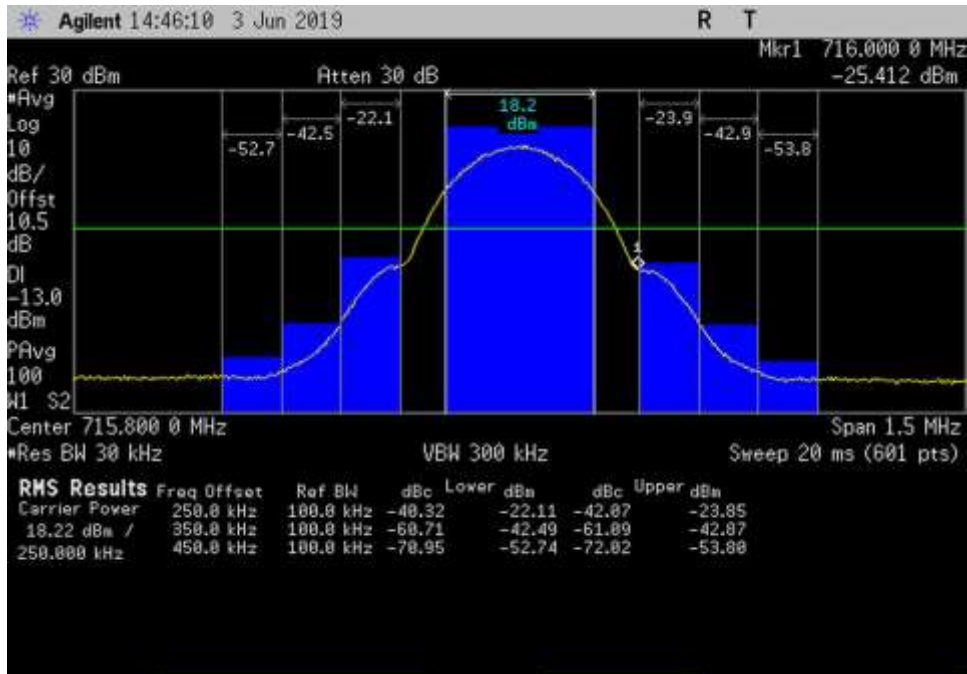 Agilent 14:46:10 3 Jun 2019 R T
Mkr1 716.000 0 MHz
Ref 30 dBm Atten 30 dB -25.412 dBm
#Avg
Log
10
dB/
Offst
10.5
dB
DI
-13.0
dBm
PAvg
100
W1 S2
-52.7
-42.5
-22.1
18.2
dBm
-23.9
-42.9
-53.8
1
Center 715.800 0 MHz Span 1.5 MHz
#Res BW 30 kHz VBW 300 kHz Sweep 20 ms (601 pts)
RMS Results Freq Offset Ref BW dBc Lower dBm dBc Upper dBm
Carrier Power 250.0 kHz 100.0 kHz -40.32 -22.11 -42.07 -23.85
18.22 dBm / 350.0 kHz 100.0 kHz -60.71 -42.49 -61.09 -42.87
250.000 kHz 450.0 kHz 100.0 kHz -70.95 -52.74 -72.02 -53.80